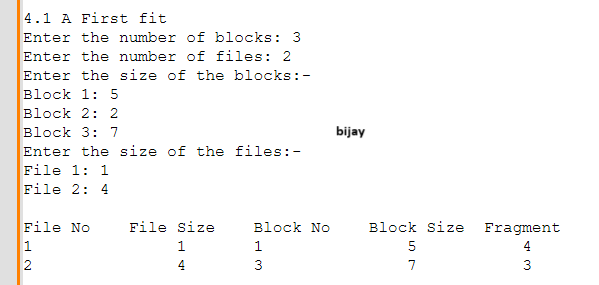 4.1 A First fit
Enter the number of blocks: 3
Enter the number of files: 2
Enter the size of the blocks:-
Block 1: 5
Block 2: 2
Block 3: 7
bijay
Enter the size of the files:-
File 1: 1
File 2: 4
File No File Size Block No Block Size Fragment
1 1 1 5 4
2 4 3 7 3